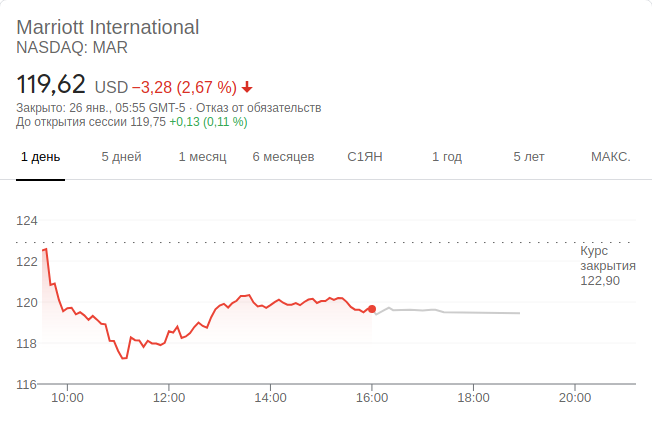 Marriott International
NASDAQ: MAR
119,62 USD −3,28 (2,67 %)
Закрыто: 26 янв., 05:55 GMT-5 · Отказ от обязательств
До открытия сессии 119,75 +0,13 (0,11 %)
1 день 5 дней 1 месяц 6 месяцев С1ЯН 1 год 5 лет МАКС.
124
122
120
118
116
Курс
закрытия
122,90
10:00 12:00 14:00 16:00 18:00 20:00